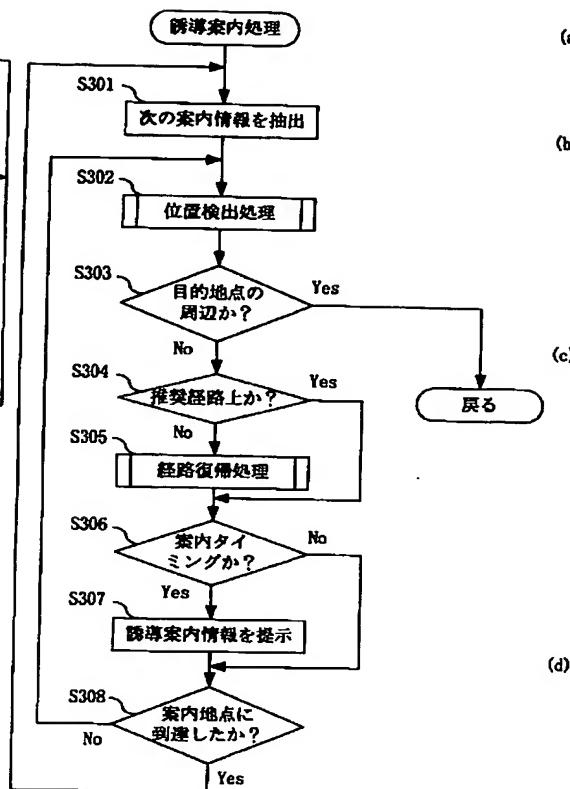 誘導案内処理
(a
S301
次の案内情報を抽出
(b
S302
位置検出処理
S303
目的地点の
周辺か?
Yes
No
(c)
S304
推奨経路上か?
Yes
戻る
No
S305
経路復帰処理
S306
案内タイ
ミングか?
No
Yes
S307
誘導案内情報を提示
(d)
S308
案内地点に
到達したか?
No
Yes